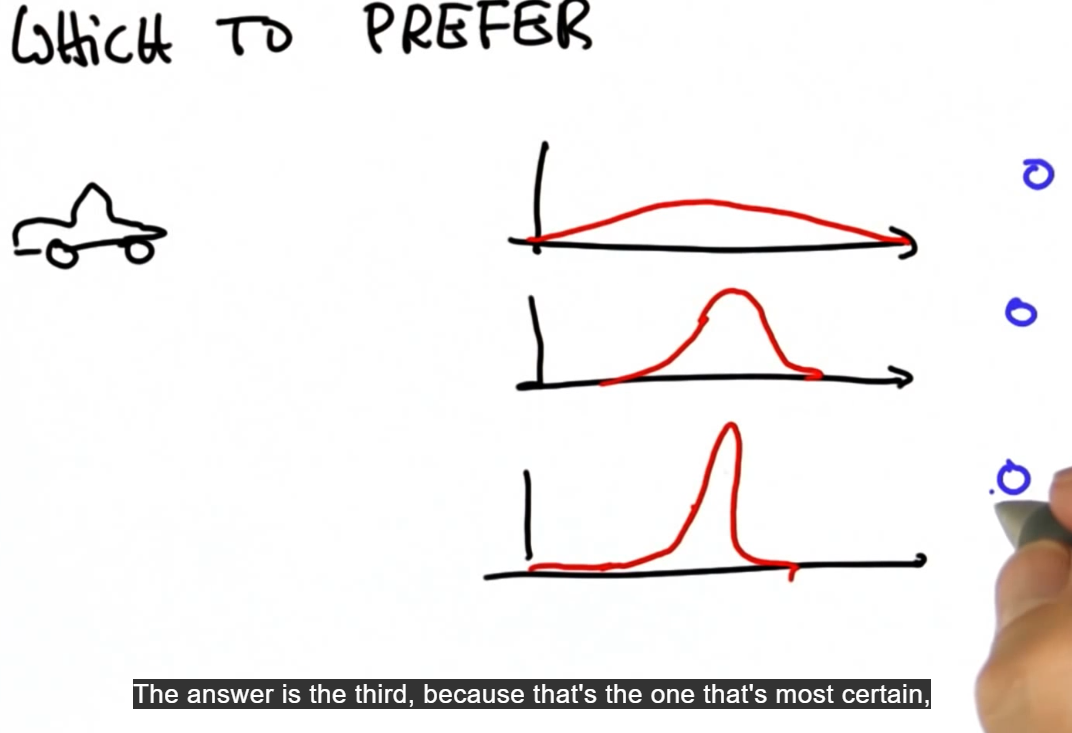 WHiCH TO PREFER
The answer is the third, because that's the one that's most certain,